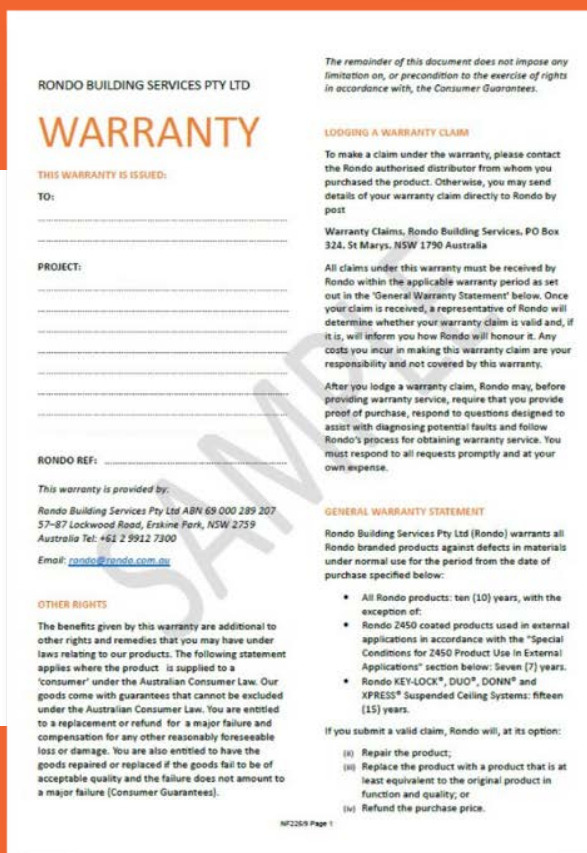 RONDO BUILDING SERVICES PTY LTD
WARRANTY
THIS WARRANTY IS ISSUED:
TO:
PROJECT:
RONDO REF:
This warranty is provided by:
Rondo Building Services Pty Ltd ABN 69 000 289 207
57–87 Lockwood Road, Erskine Park, NSW 2759
Australia Tel: +61 2 9912 7300
Email: rondo@rondo.com.au
OTHER RIGHTS
The benefits given by this warranty are additional to
other rights and remedies that you may have under
laws relating to our products. The following statement
applies where the product is supplied to a
'consumer' under the Australian Consumer Law. Our
goods come with guarantees that cannot be excluded
under the Australian Consumer Law. You are entitled
to a replacement or refund for a major failure and
compensation for any other reasonably foreseeable
loss or damage. You are also entitled to have the
goods repaired or replaced if the goods fail to be of
acceptable quality and the failure does not amount to
a major failure (Consumer Guarantees).
The remainder of this document does not impose any
limitation on, or precondition to the exercise of rights
in accordance with, the Consumer Guarantees.
LODGING A WARRANTY CLAIM
To make a claim under the warranty, please contact
the Rondo authorised distributor from whom you
purchased the product. Otherwise, you may send
details of your warranty claim directly to Rondo by
post
Warranty Claims, Rondo Building Services, PO Box
324, St Marys, NSW 1790 Australia
All claims under this warranty must be received by
Rondo within the applicable warranty period as set
out in the 'General Warranty Statement' below. Once
your claim is received, a representative of Rondo will
determine whether your warranty claim is valid and, if
it is, will inform you how Rondo will honour it. Any
costs you incur in making this warranty claim are your
responsibility and not covered by this warranty.
After you lodge a warranty claim, Rondo may, before
providing warranty service, require that you provide
proof of purchase, respond to questions designed to
assist with diagnosing potential faults and follow
Rondo's process for obtaining warranty service. You
must respond to all requests promptly and at your
own expense.
GENERAL WARRANTY STATEMENT
Rondo Building Services Pty Ltd (Rondo) warrants all
Rondo branded products against defects in materials
under normal use for the period from the date of
purchase specified below:
• All Rondo products: ten (10) years, with the
exception of:
• Rondo Z450 coated products used in external
applications in accordance with the "Special
Conditions for Z450 Product Use In External
Applications" section below: Seven (7) years.
• Rondo KEY-LOCK®, DUO®, DONN® and
XPRESS® Suspended Ceiling Systems: fifteen
(15) years.
If you submit a valid claim, Rondo will, at its option:
(ii) Repair the product;
(iii) Replace the product with a product that is at
least equivalent to the original product in
function and quality; or
(iv) Refund the purchase price.
NF226/9 Page 1
SAMPLE